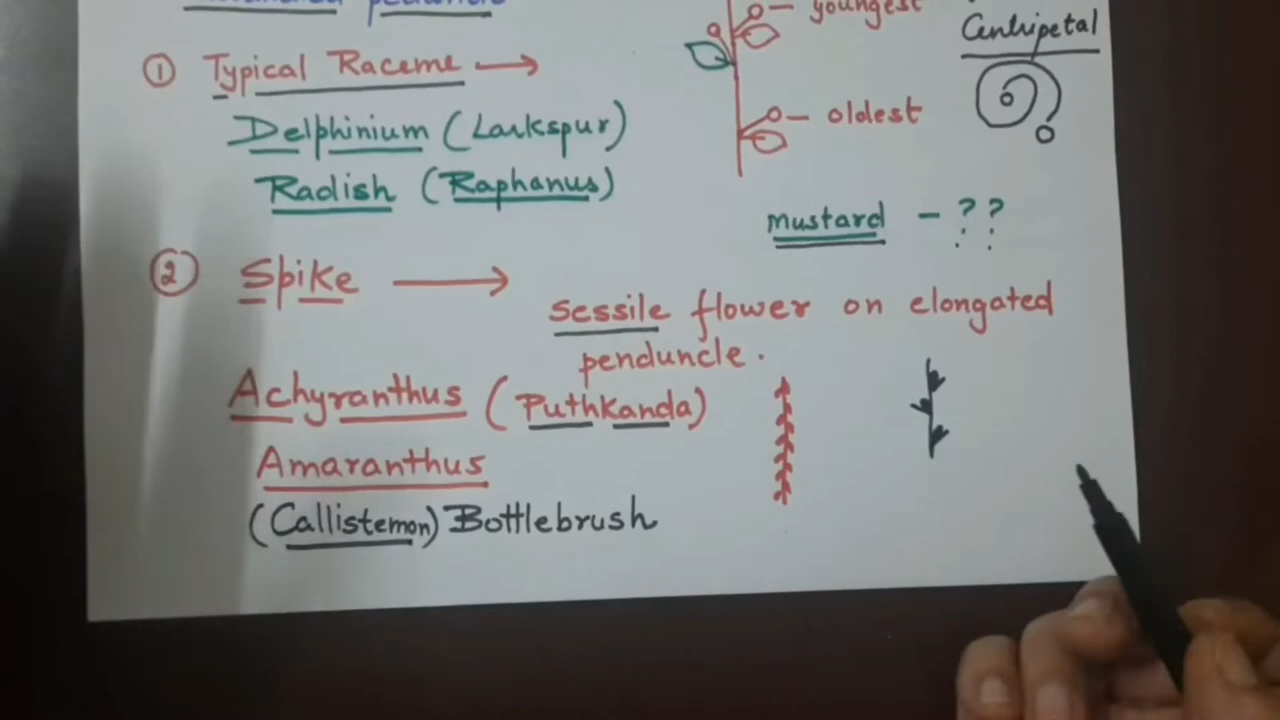 peduncle
① Typical Raceme →
Delphinium (Larkspur)
Radish (Raphanus)
youngest
oldest
Centripetal
mustard - ??
② Spike →
sessile flower on elongated
penduncle.
Achyranthus (Puthkanda)
Amaranthus
(Callistemon) Bottlebrush